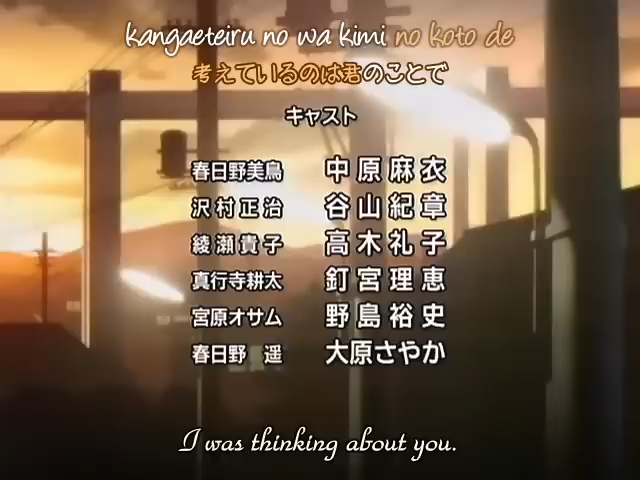 kangaeteiru no wa kimi no koto de
考えているのは君のことで
キャスト
春日野美鳥 中原麻衣
沢村正治 谷山紀章
綾瀬貴子 高木礼子
真行寺耕太 釘宮理恵
宮原オサム 野島裕史
春日野 遥 大原さやか
I was thinking about you.